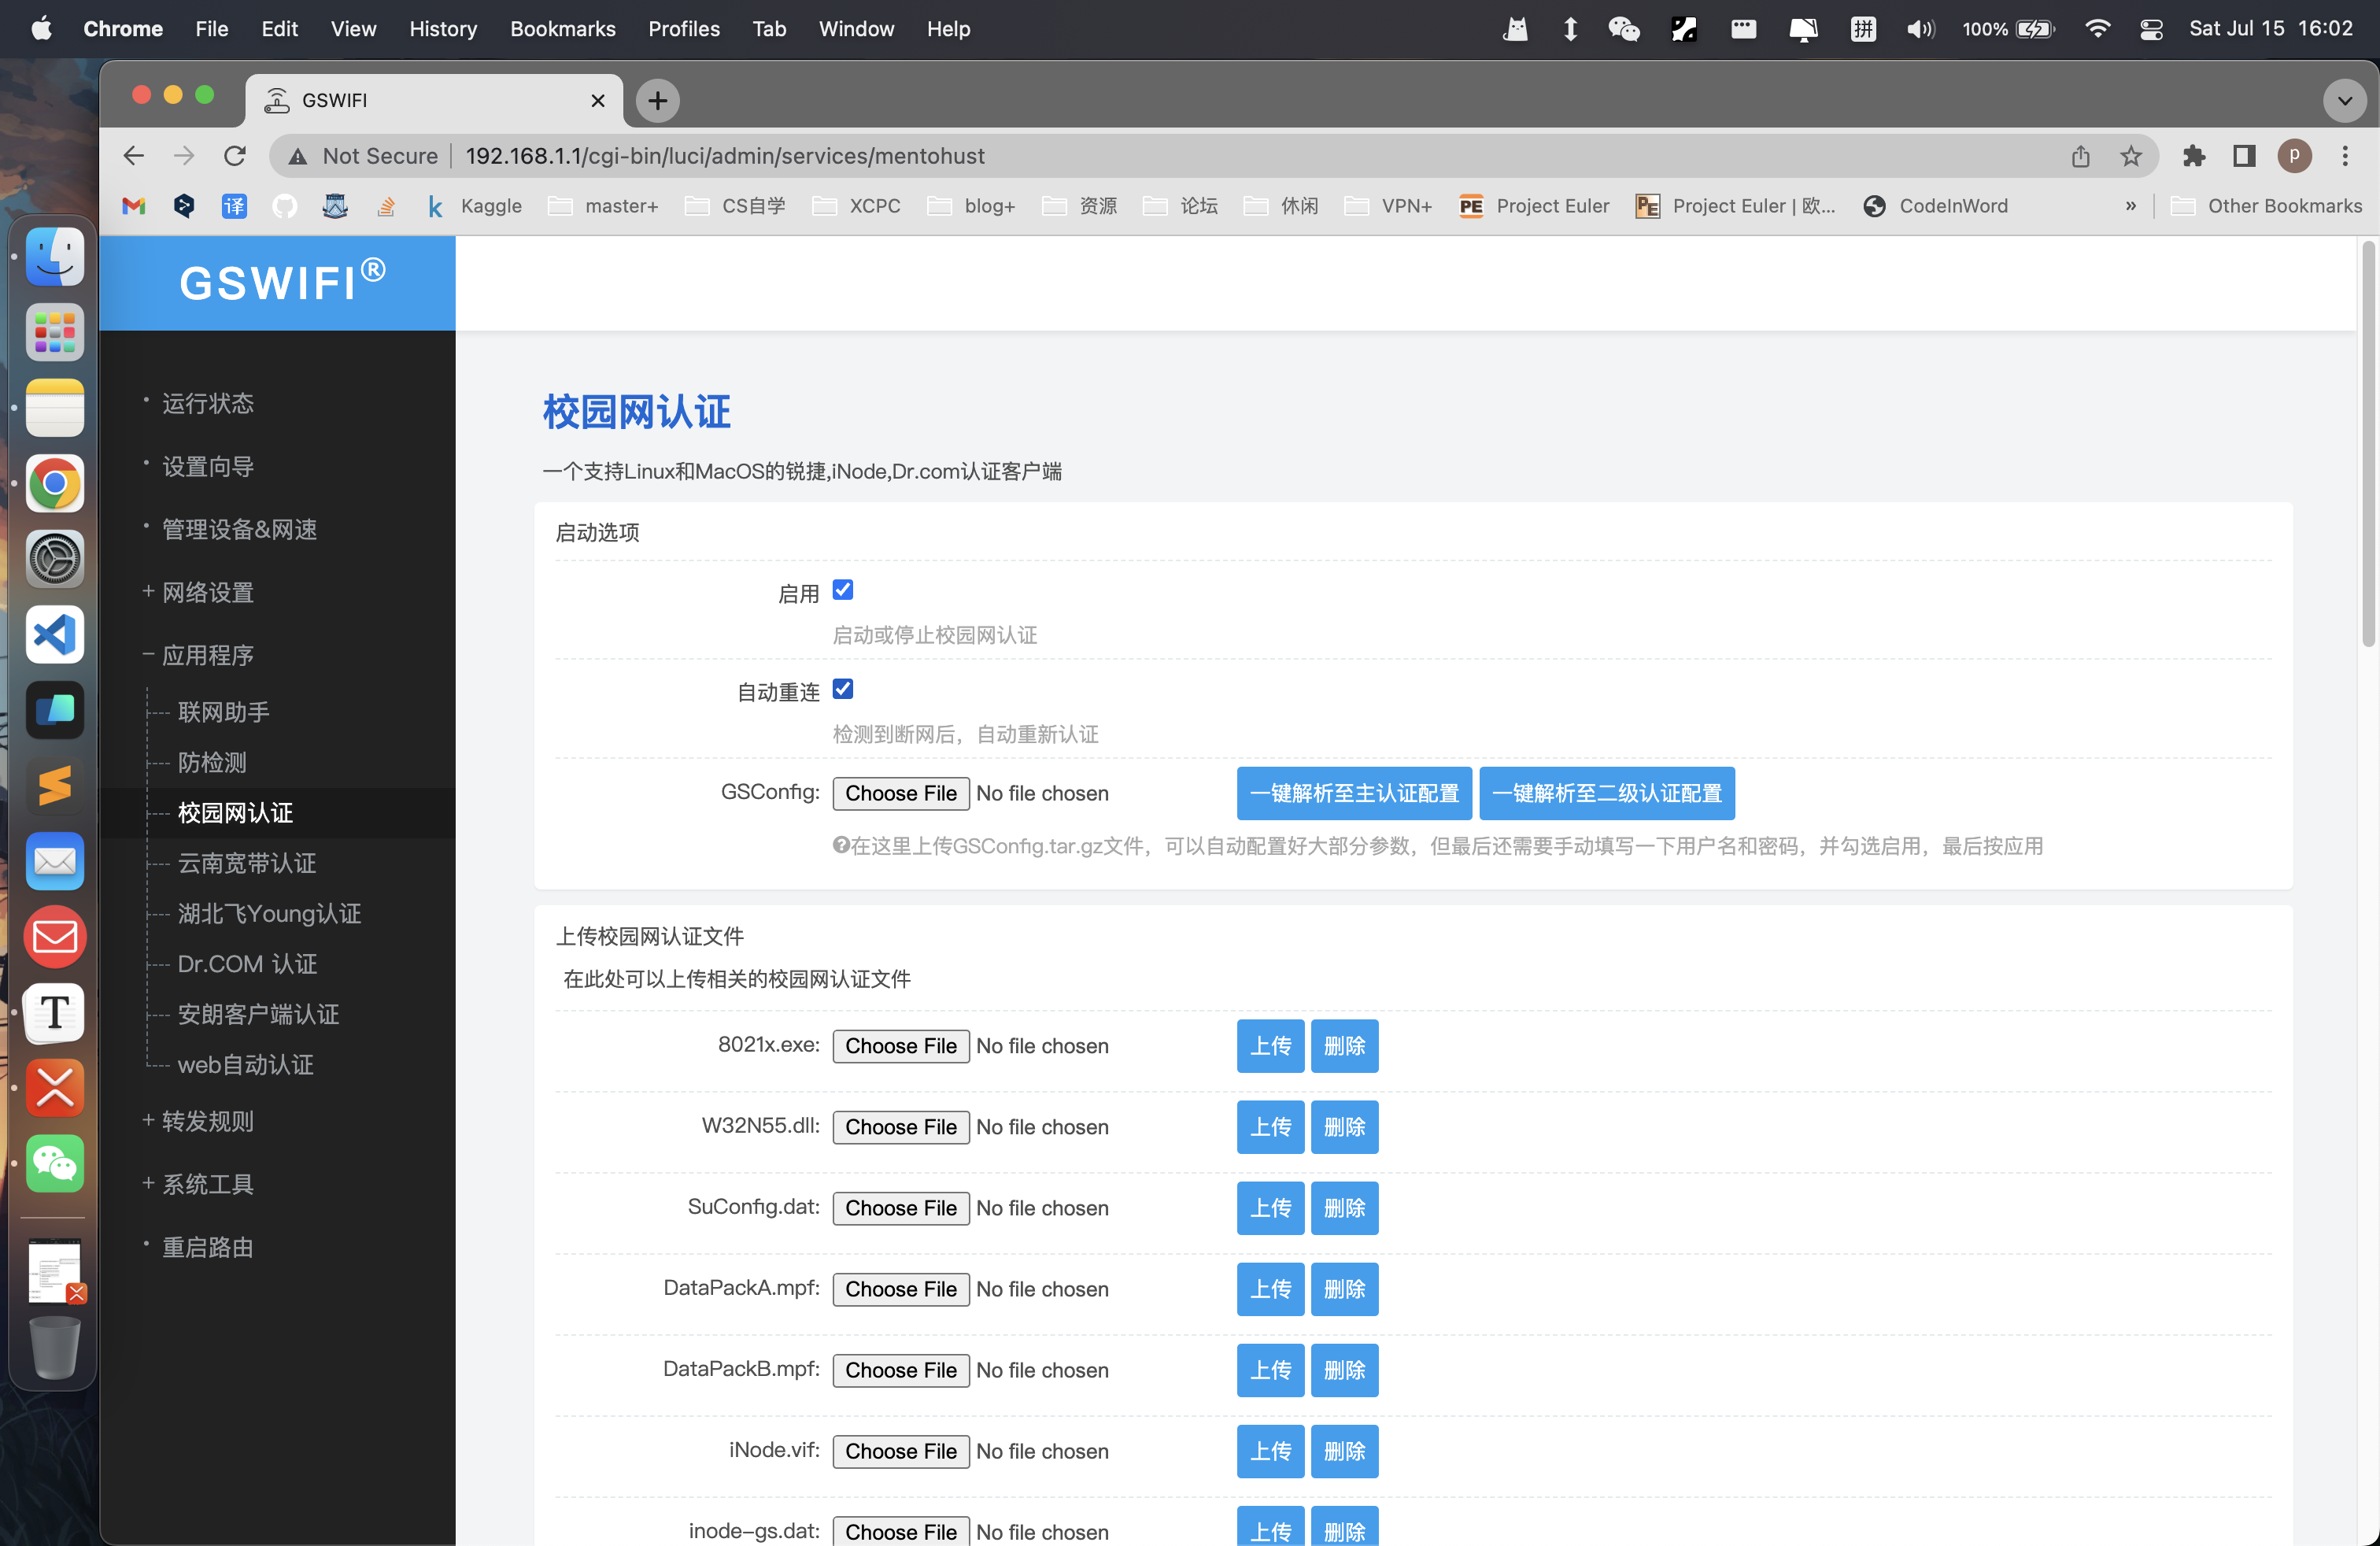 Chrome File Edit View History Bookmarks Profiles Tab Window Help 拼 100% Sat Jul 15 16:02
GSWIFI
Not Secure 192.168.1.1/cgi-bin/luci/admin/services/mentohust P
译 k Kaggle master+ CS自学 XCPC blog+ 资源 论坛 休闲 VPN+ PE Project Euler PE Project Euler | 欧... CodeInWord » Other Bookmarks
GSWIFI®
运行状态
设置向导
管理设备&网速
+ 网络设置
− 应用程序
联网助手
防检测
校园网认证
云南宽带认证
湖北飞Young认证
Dr.COM 认证
安朗客户端认证
web自动认证
+ 转发规则
+ 系统工具
重启路由
校园网认证
一个支持Linux和MacOS的锐捷,iNode,Dr.com认证客户端
启动选项
启用
启动或停止校园网认证
自动重连
检测到断网后，自动重新认证
GSConfig: Choose File No file chosen 一键解析至主认证配置 一键解析至二级认证配置
在这里上传GSConfig.tar.gz文件，可以自动配置好大部分参数，但最后还需要手动填写一下用户名和密码，并勾选启用，最后按应用
上传校园网认证文件
在此处可以上传相关的校园网认证文件
8021x.exe: Choose File No file chosen 上传 删除
W32N55.dll: Choose File No file chosen 上传 删除
SuConfig.dat: Choose File No file chosen 上传 删除
DataPackA.mpf: Choose File No file chosen 上传 删除
DataPackB.mpf: Choose File No file chosen 上传 删除
iNode.vif: Choose File No file chosen 上传 删除
inode-gs.dat: Choose File No file chosen 上传 删除